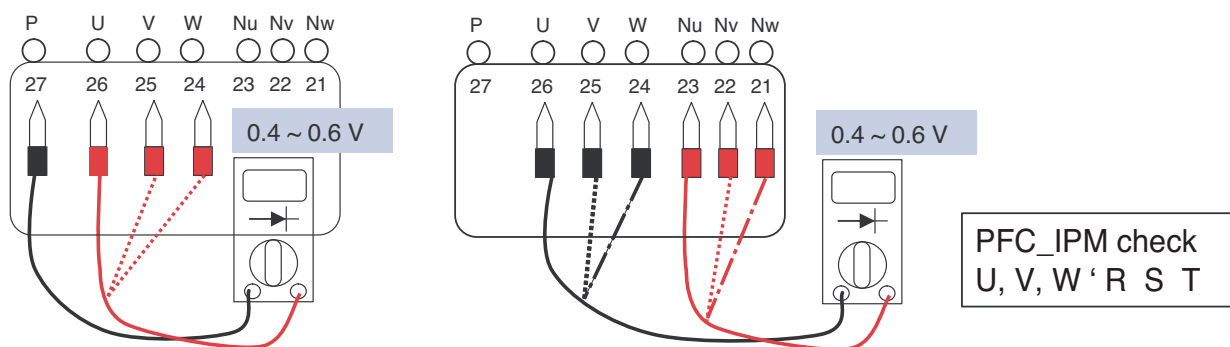 P U V W Nu Nv Nw
27 26 25 24 23 22 21
0.4 ~ 0.6 V
P U V W Nu Nv Nw
27 26 25 24 23 22 21
0.4 ~ 0.6 V
PFC_IPM check
U, V, W ‘ R S T